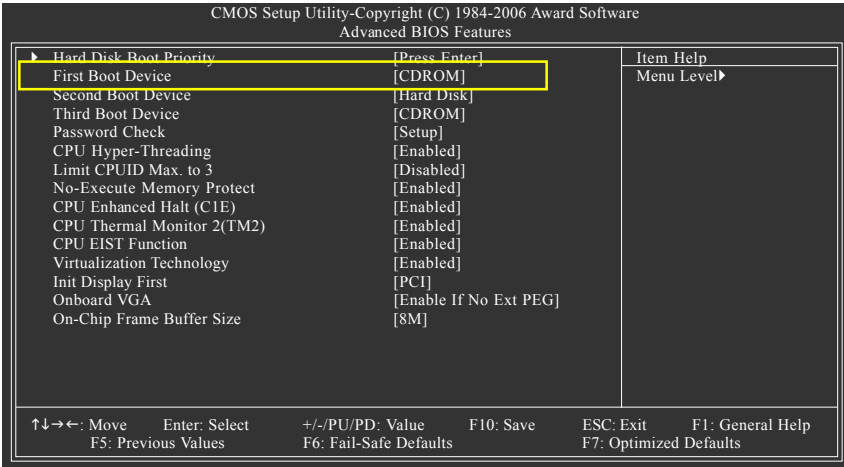 CMOS Setup Utility-Copyright (C) 1984-2006 Award Software
Advanced BIOS Features
Hard Disk Boot Priority [Press Enter] Item Help
First Boot Device [CDROM] Menu Level
Second Boot Device [Hard Disk]
Third Boot Device [CDROM]
Password Check [Setup]
CPU Hyper-Threading [Enabled]
Limit CPUID Max. to 3 [Disabled]
No-Execute Memory Protect [Enabled]
CPU Enhanced Halt (C1E) [Enabled]
CPU Thermal Monitor 2(TM2) [Enabled]
CPU EIST Function [Enabled]
Virtualization Technology [Enabled]
Init Display First [PCI]
Onboard VGA [Enable If No Ext PEG]
On-Chip Frame Buffer Size [8M]
↑↓→←: Move Enter: Select +/-/PU/PD: Value F10: Save ESC: Exit F1: General Help
F5: Previous Values F6: Fail-Safe Defaults F7: Optimized Defaults